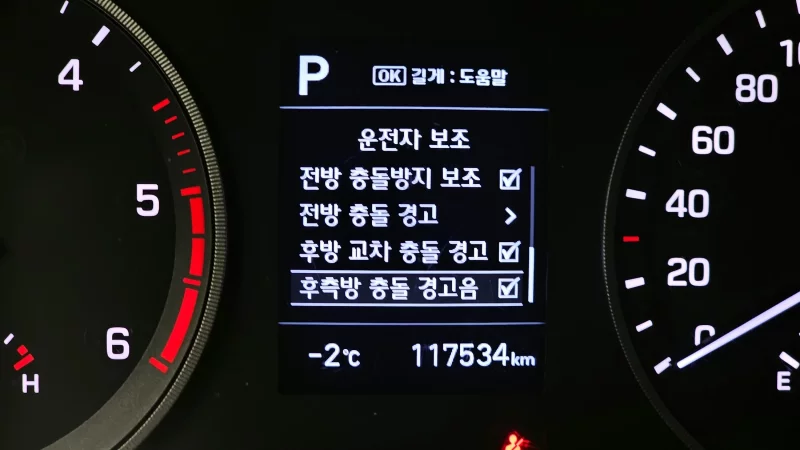 4
5
6
H
P OK 길게 : 도움말
운전자 보조
전방 충돌방지 보조
전방 충돌 경고
후방 교차 충돌 경고
후측방 충돌 경고음
-2℃ 117534km
80
60
40
20
0
E